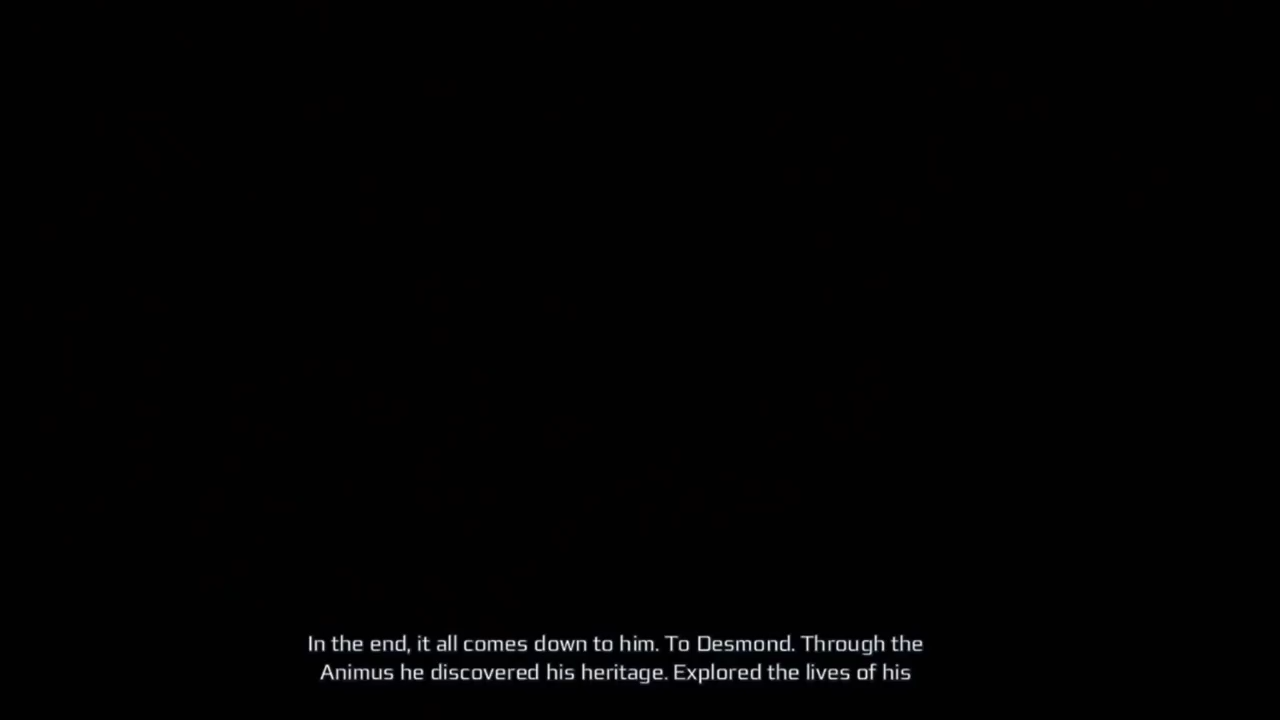 In the end, it all comes down to him. To Desmond. Through the
Animus he discovered his heritage. Explored the lives of his